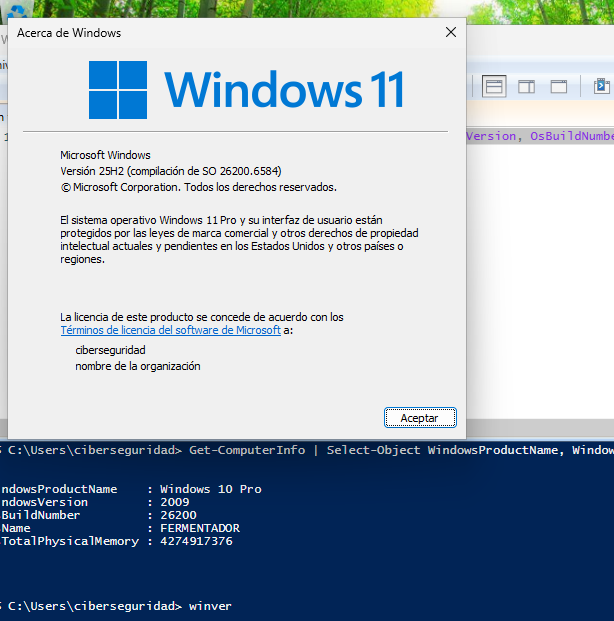 Acerca de Windows
Windows 11
Microsoft Windows
Versión 25H2 (compilación de SO 26200.6584)
© Microsoft Corporation. Todos los derechos reservados.
El sistema operativo Windows 11 Pro y su interfaz de usuario están
protegidos por las leyes de marca comercial y otros derechos de propiedad
intelectual actuales y pendientes en los Estados Unidos y otros países o
regiones.
La licencia de este producto se concede de acuerdo con los
Términos de licencia del software de Microsoft a:
ciberseguridad
nombre de la organización
Aceptar
Version, OsBuildNumbe
C:\Users\ciberseguridad> Get-ComputerInfo | Select-Object WindowsProductName, Window
ndowsProductName : Windows 10 Pro
ndowsVersion : 2009
BuildNumber : 26200
Name : FERMENTADOR
TotalPhysicalMemory : 4274917376
C:\Users\ciberseguridad> winver